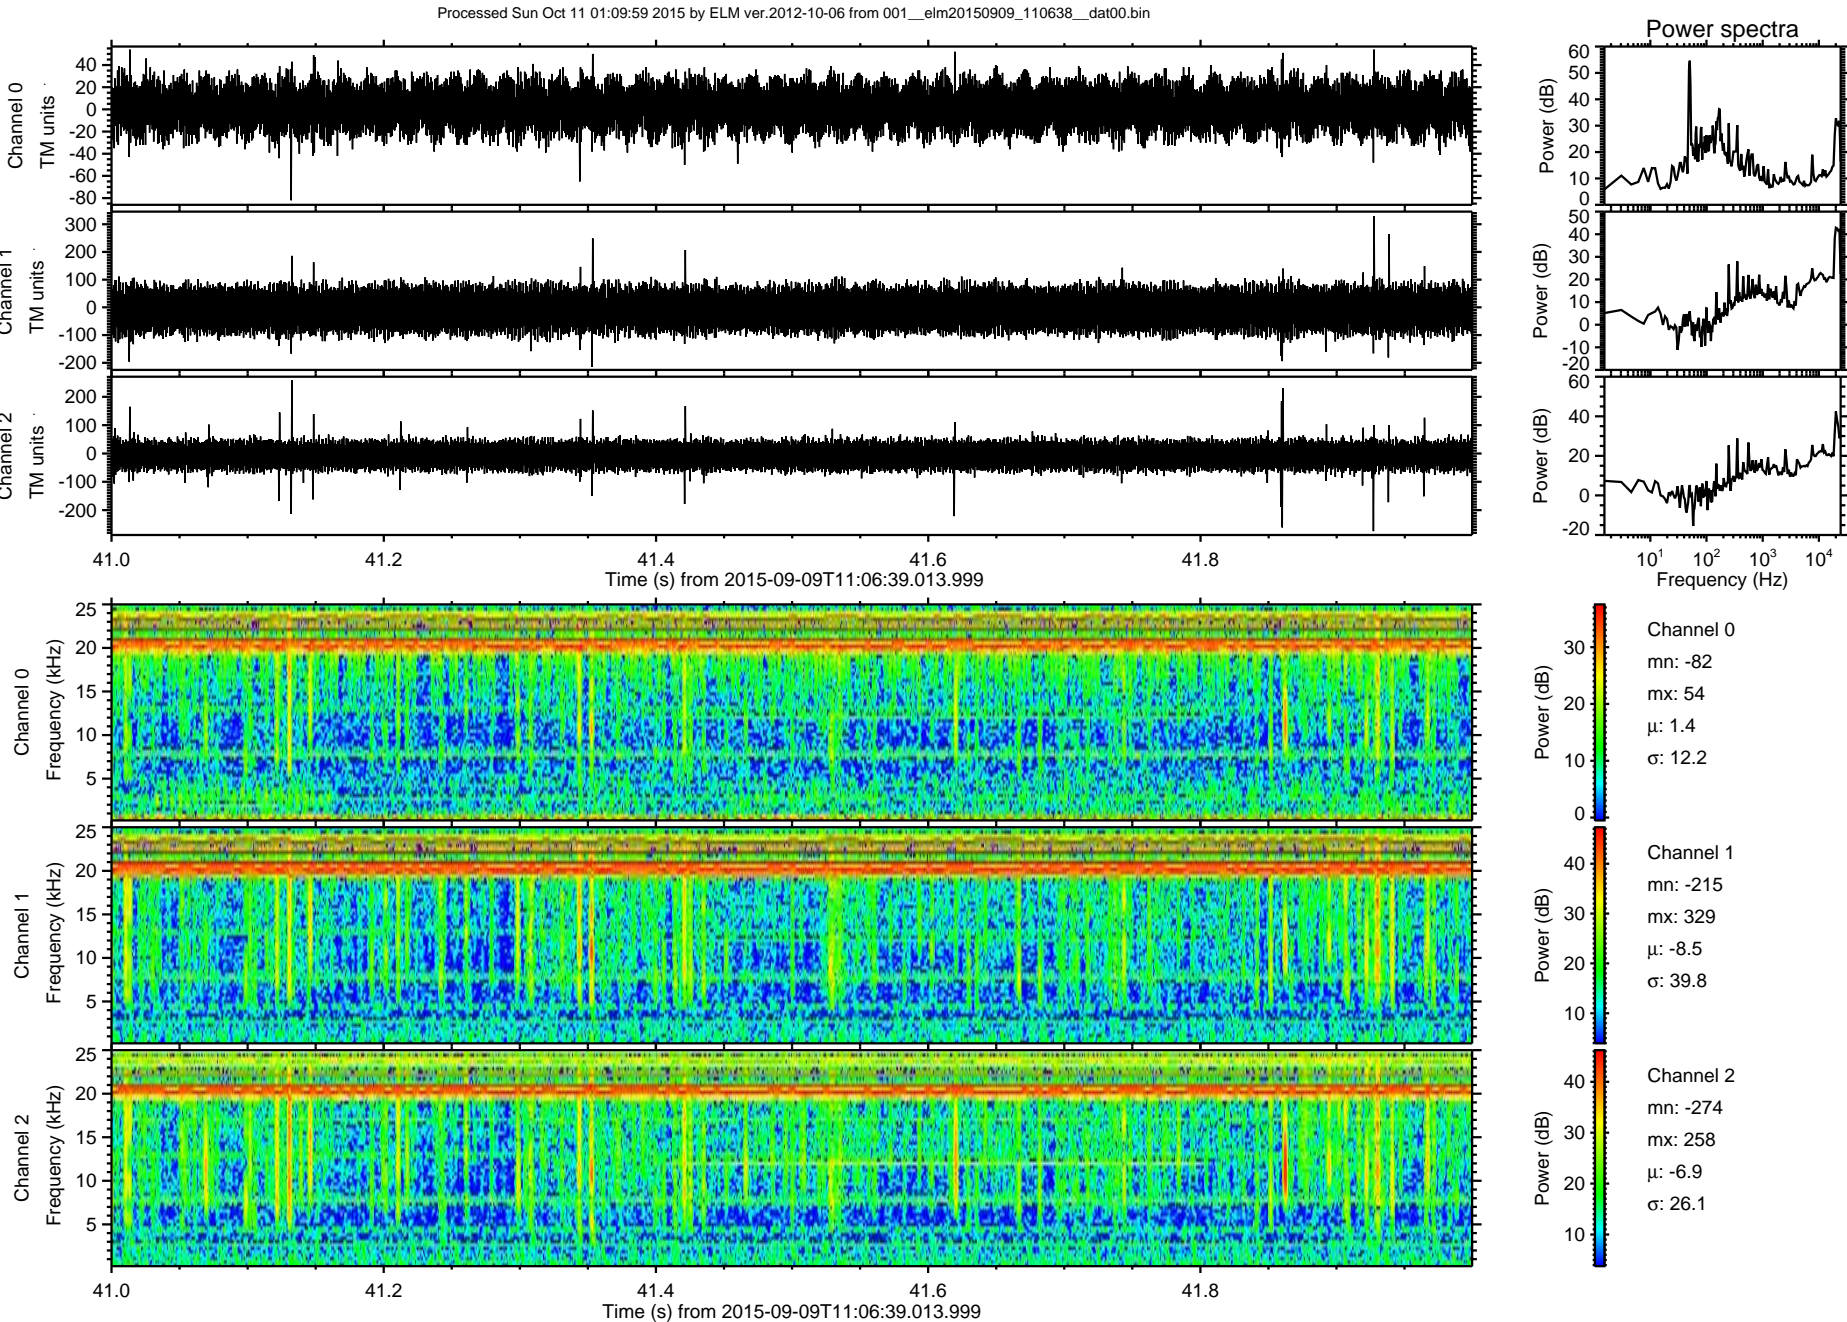 Processed Sun Oct 11 01:09:59 2015 by ELM ver.2012-10-06 from 001__elm20150909_110638__dat00.bin
Power spectra
Channel 0
TM units
40
20
0
-20
-40
-60
-80
Power (dB)
60
50
40
30
20
10
0
Channel 1
TM units
300
200
100
0
-100
-200
Power (dB)
50
40
30
20
10
0
-10
-20
Channel 2
TM units
200
100
0
-100
-200
Power (dB)
60
40
20
0
-20
41.0 41.2 41.4 41.6 41.8
Time (s) from 2015-09-09T11:06:39.013.999
10¹ 10² 10³ 10⁴
Frequency (Hz)
Channel 0
Frequency (kHz)
25
20
15
10
5
Power (dB)
30
20
10
0
Channel 0
mn: -82
mx: 54
μ: 1.4
σ: 12.2
Channel 1
Frequency (kHz)
25
20
15
10
5
Power (dB)
40
30
20
10
Channel 1
mn: -215
mx: 329
μ: -8.5
σ: 39.8
Channel 2
Frequency (kHz)
25
20
15
10
5
Power (dB)
40
30
20
10
Channel 2
mn: -274
mx: 258
μ: -6.9
σ: 26.1
41.0 41.2 41.4 41.6 41.8
Time (s) from 2015-09-09T11:06:39.013.999